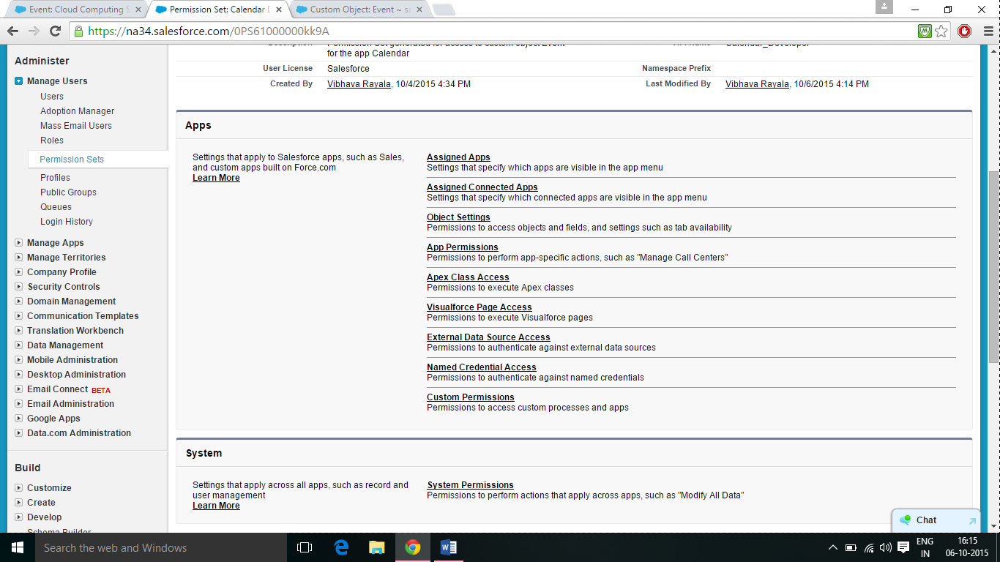 Event: Cloud Computing S
Permission Set: Calendar D
Custom Object: Event ~ sa
https://na34.salesforce.com/0PS61000000kk9A
Administer
Manage Users
Users
Adoption Manager
Mass Email Users
Roles
Permission Sets
Profiles
Public Groups
Queues
Login History
Manage Apps
Manage Territories
Company Profile
Security Controls
Domain Management
Communication Templates
Translation Workbench
Data Management
Mobile Administration
Desktop Administration
Email Connect BETA
Email Administration
Google Apps
Data.com Administration
Build
Customize
Create
Develop
Schema Builder
Description Permission Set generated for access to custom object Event
for the app Calendar
API Name Calendar_Developer
User License Salesforce
Namespace Prefix
Created By Vibhava Rayala, 10/4/2015 4:34 PM
Last Modified By Vibhava Rayala, 10/6/2015 4:14 PM
Apps
Settings that apply to Salesforce apps, such as Sales,
and custom apps built on Force.com
Learn More
Assigned Apps
Settings that specify which apps are visible in the app menu
Assigned Connected Apps
Settings that specify which connected apps are visible in the app menu
Object Settings
Permissions to access objects and fields, and settings such as tab availability
App Permissions
Permissions to perform app-specific actions, such as "Manage Call Centers"
Apex Class Access
Permissions to execute Apex classes
Visualforce Page Access
Permissions to execute Visualforce pages
External Data Source Access
Permissions to authenticate against external data sources
Named Credential Access
Permissions to authenticate against named credentials
Custom Permissions
Permissions to access custom processes and apps
System
Settings that apply across all apps, such as record and
user management
Learn More
System Permissions
Permissions to perform actions that apply across apps, such as "Modify All Data"
Chat
Search the web and Windows
ENG
IN
16:15
06-10-2015